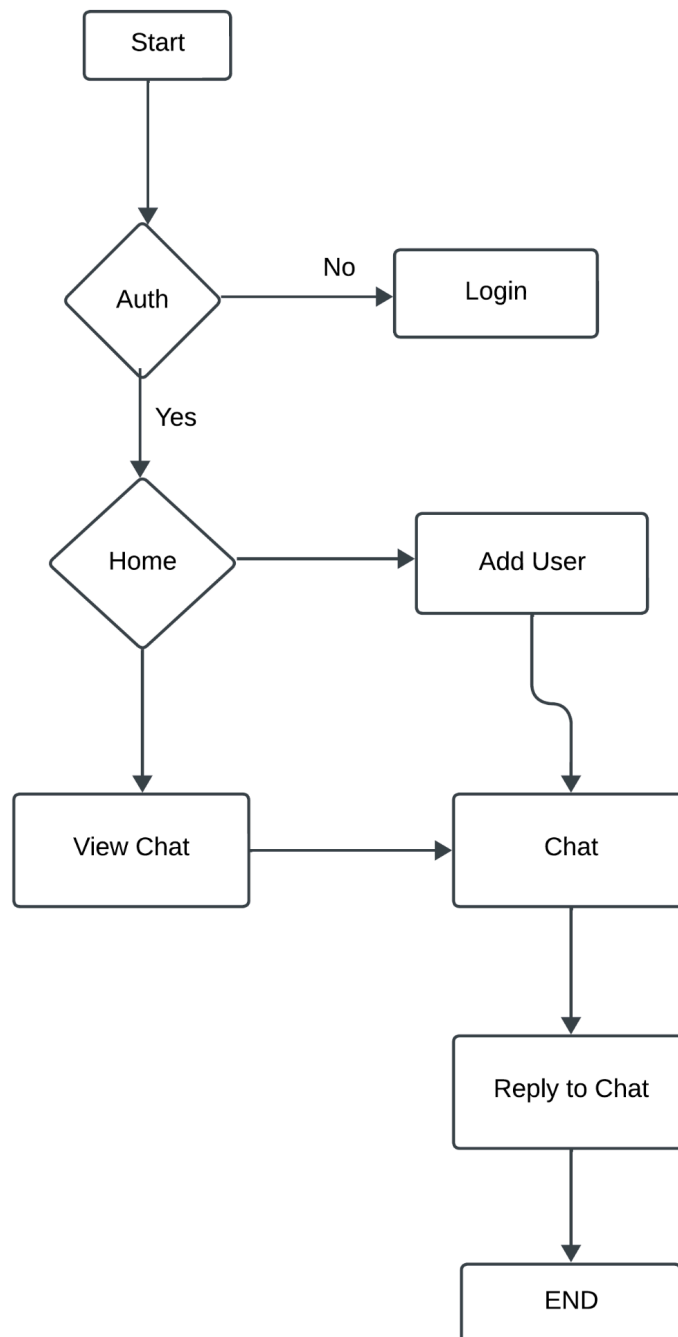 Start
Auth
No
Login
Yes
Home
Add User
View Chat
Chat
Reply to Chat
END